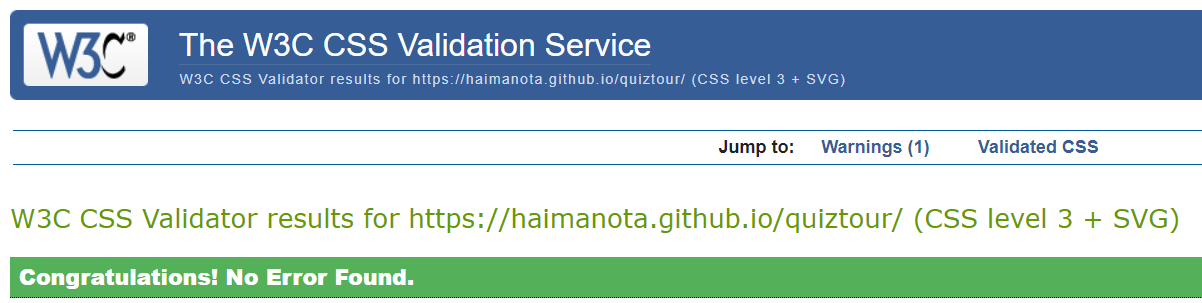 W3C®
The W3C CSS Validation Service
W3C CSS Validator results for https://haimanota.github.io/quiztour/ (CSS level 3 + SVG)
Jump to: Warnings (1) Validated CSS
W3C CSS Validator results for https://haimanota.github.io/quiztour/ (CSS level 3 + SVG)
Congratulations! No Error Found.